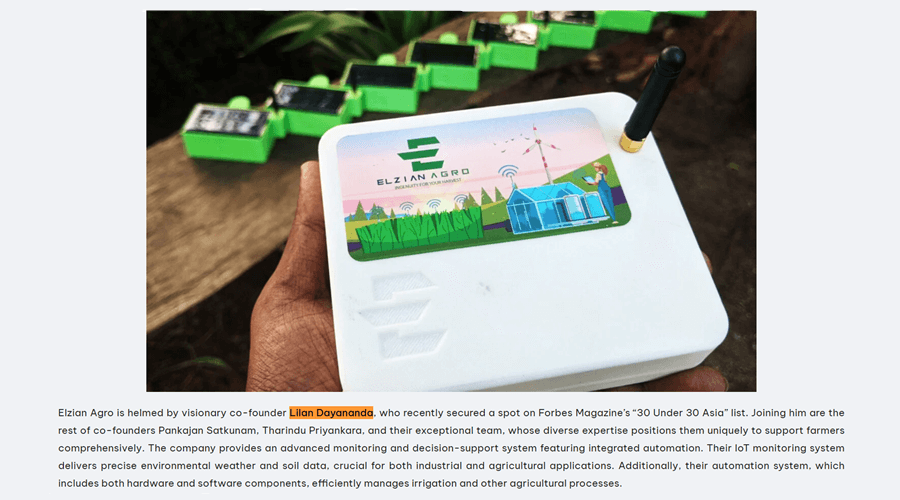 ELZIAN AGRO
INGENUITY FOR YOUR HARVEST
Elzian Agro is helmed by visionary co-founder Lilan Dayananda, who recently secured a spot on Forbes Magazine's “30 Under 30 Asia” list. Joining him are the
rest of co-founders Pankajan Satkunam, Tharindu Priyankara, and their exceptional team, whose diverse expertise positions them uniquely to support farmers
comprehensively. The company provides an advanced monitoring and decision-support system featuring integrated automation. Their IoT monitoring system
delivers precise environmental weather and soil data, crucial for both industrial and agricultural applications. Additionally, their automation system, which
includes both hardware and software components, efficiently manages irrigation and other agricultural processes.